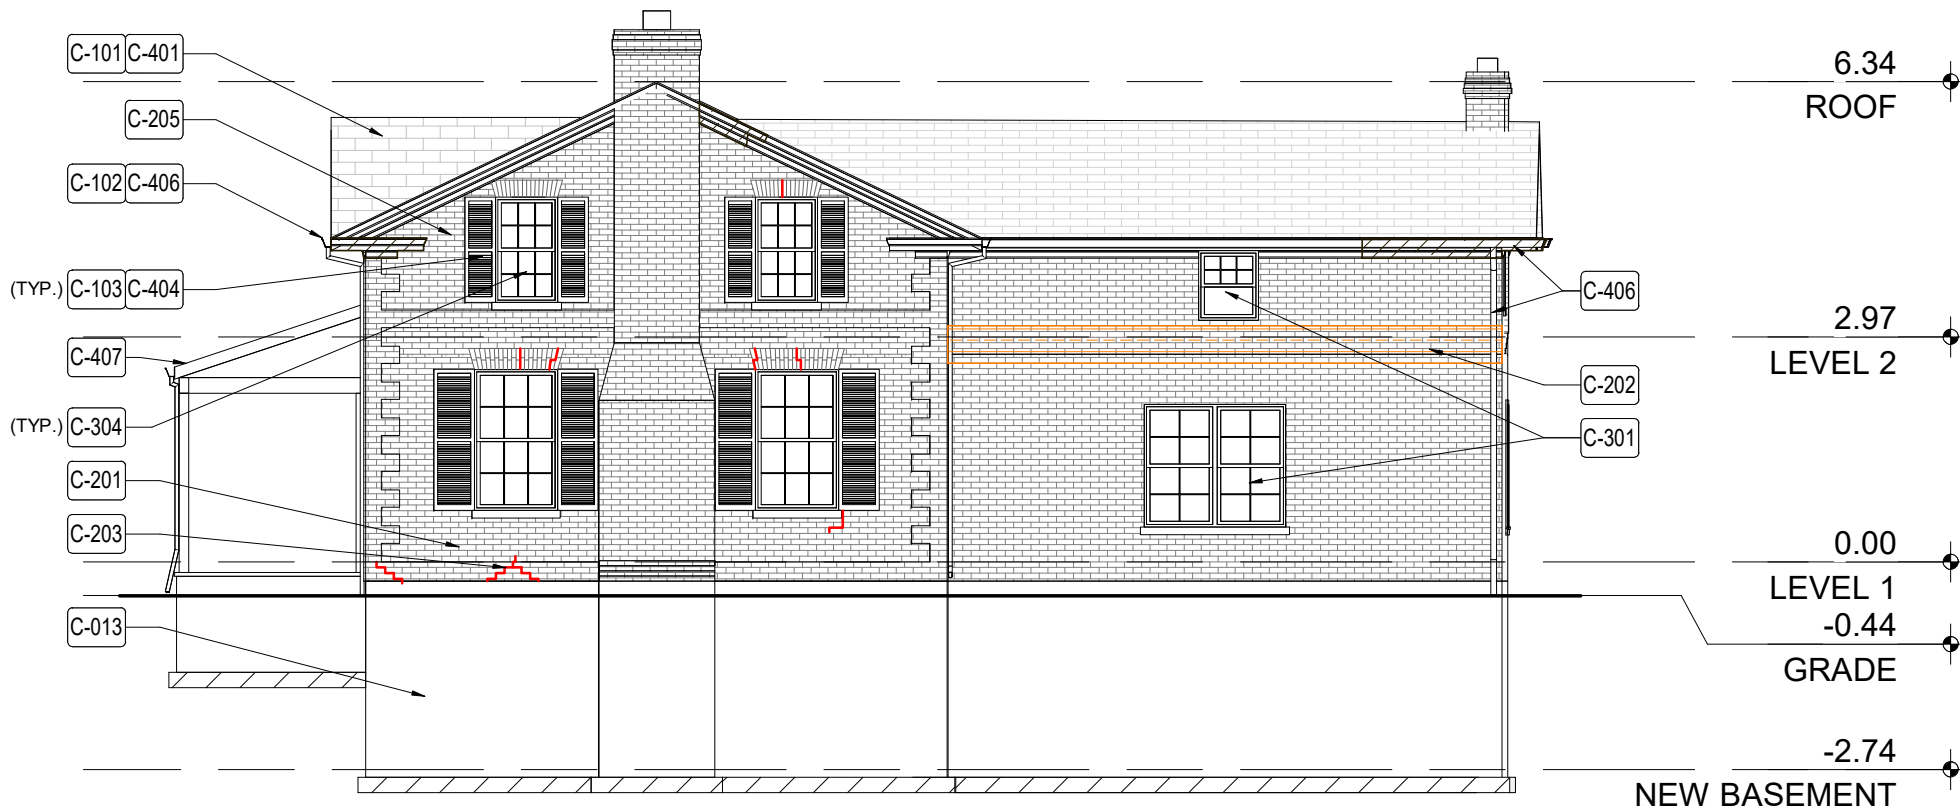 C-101 C-401
C-205
C-102 C-406
(TYP.) C-103 C-404
C-407
(TYP.) C-304
C-201
C-203
C-013
C-406
C-202
C-301
6.34
ROOF
2.97
LEVEL 2
0.00
LEVEL 1
-0.44
GRADE
-2.74
NEW BASEMENT